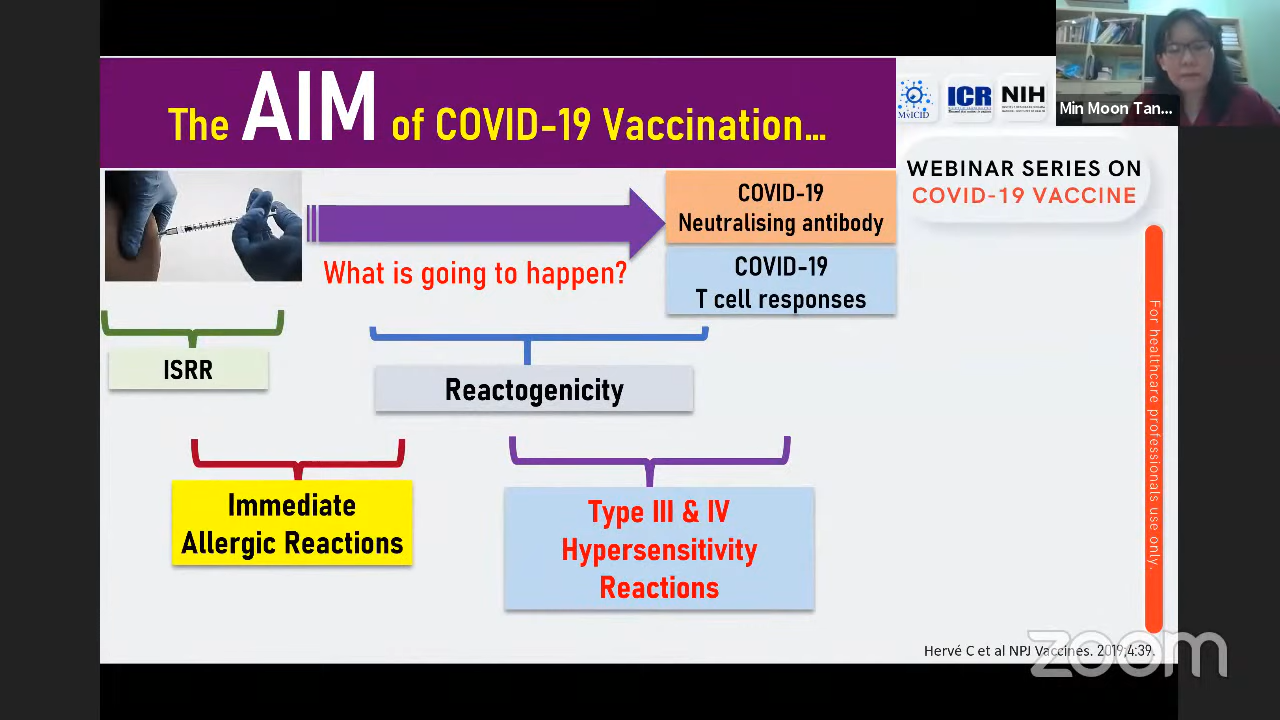 The AIM of COVID-19 Vaccination...
MyICID
ICR
NIH
Min Moon Tan...
WEBINAR SERIES ON
COVID-19 VACCINE
COVID-19
Neutralising antibody
What is going to happen?
COVID-19
T cell responses
ISRR
Reactogenicity
Immediate
Allergic Reactions
Type III & IV
Hypersensitivity
Reactions
For healthcare professionals use only.
Hervé C et al NPJ Vaccines. 2019;4:39.
zoom